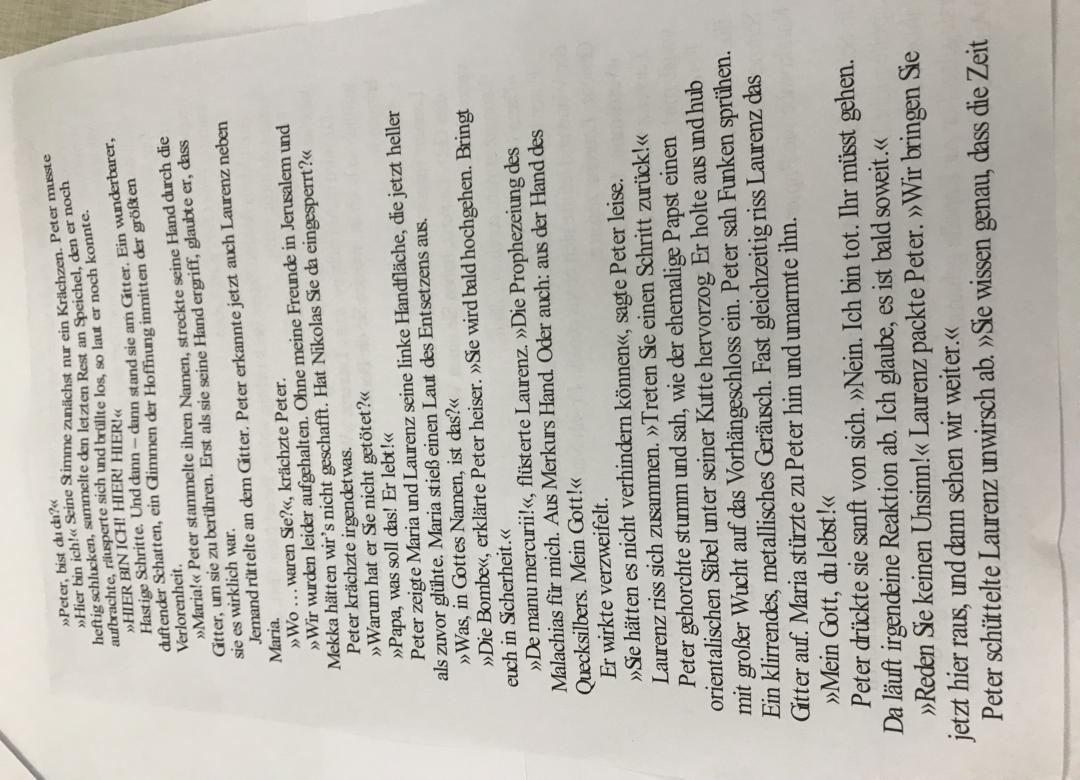 »Peter, bist du da?«
»Hier bin ich!« Seine Stimme zunächst nur ein Krächzen. Peter musste
heftig schlucken, sammelte den letzten Rest an Speichel, den er noch
aufbrachte, räusperte sich und brüllte los, so laut er noch konnte.
»HIER BIN ICH! HIER! HIER!«
Hastige Schritte. Und dann – dann stand sie am Gitter. Ein wunderbarer,
duftender Schatten, ein Glimmen der Hoffnung inmitten der größten
Verlorenheit.
»Maria!« Peter stammelte ihren Namen, streckte seine Hand durch die
Gitter, um sie zu berühren. Erst als sie seine Hand ergriff, glaubte er, dass
sie es wirklich war.
Jemand rüttelte an dem Gitter. Peter erkannte jetzt auch Laurenz neben
Maria.
»Wo … waren Sie?«, krächzte Peter.
»Wir wurden leider aufgehalten. Ohne meine Freunde in Jerusalem und
Mekka hätten wir's nicht geschafft. Hat Nikolas Sie da eingesperrt?«
Peter krächzte irgendetwas.
»Warum hat er Sie nicht getötet?«
»Papa, was soll das! Er lebt!«
Peter zeigte Maria und Laurenz seine linke Handfläche, die jetzt heller
als zuvor glühte. Maria stieß einen Laut des Entsetzens aus.
»Was, in Gottes Namen, ist das?«
»Die Bombe«, erklärte Peter heiser. »Sie wird bald hochgehen. Bringt
euch in Sicherheit.«
»De manu mercurii!«, flüsterte Laurenz. »Die Prophezeiung des
Malachias für mich. Aus Merkurs Hand. Oder auch: aus der Hand des
Quecksilbers. Mein Gott!«
Er wirkte verzweifelt.
»Sie hätten es nicht verhindern können«, sagte Peter leise.
Laurenz riss sich zusammen. »Treten Sie einen Schritt zurück!«
Peter gehorchte stumm und sah, wie der ehemalige Papst einen
orientalischen Säbel unter seiner Kutte hervorzog. Er holte aus und hub
mit großer Wucht auf das Vorhängeschloss ein. Peter sah Funken sprühen.
Ein klirrendes, metallisches Geräusch. Fast gleichzeitig riss Laurenz das
Gitter auf. Maria stürzte zu Peter hin und umarmte ihn.
»Mein Gott, du lebst!«
Peter drückte sie sanft von sich. »Nein. Ich bin tot. Ihr müsst gehen.
Da läuft irgendeine Reaktion ab. Ich glaube, es ist bald soweit.«
»Reden Sie keinen Unsinn!« Laurenz packte Peter. »Wir bringen Sie
jetzt hier raus, und dann sehen wir weiter.«
Peter schüttelte Laurenz unwirsch ab. »Sie wissen genau, dass die Zeit